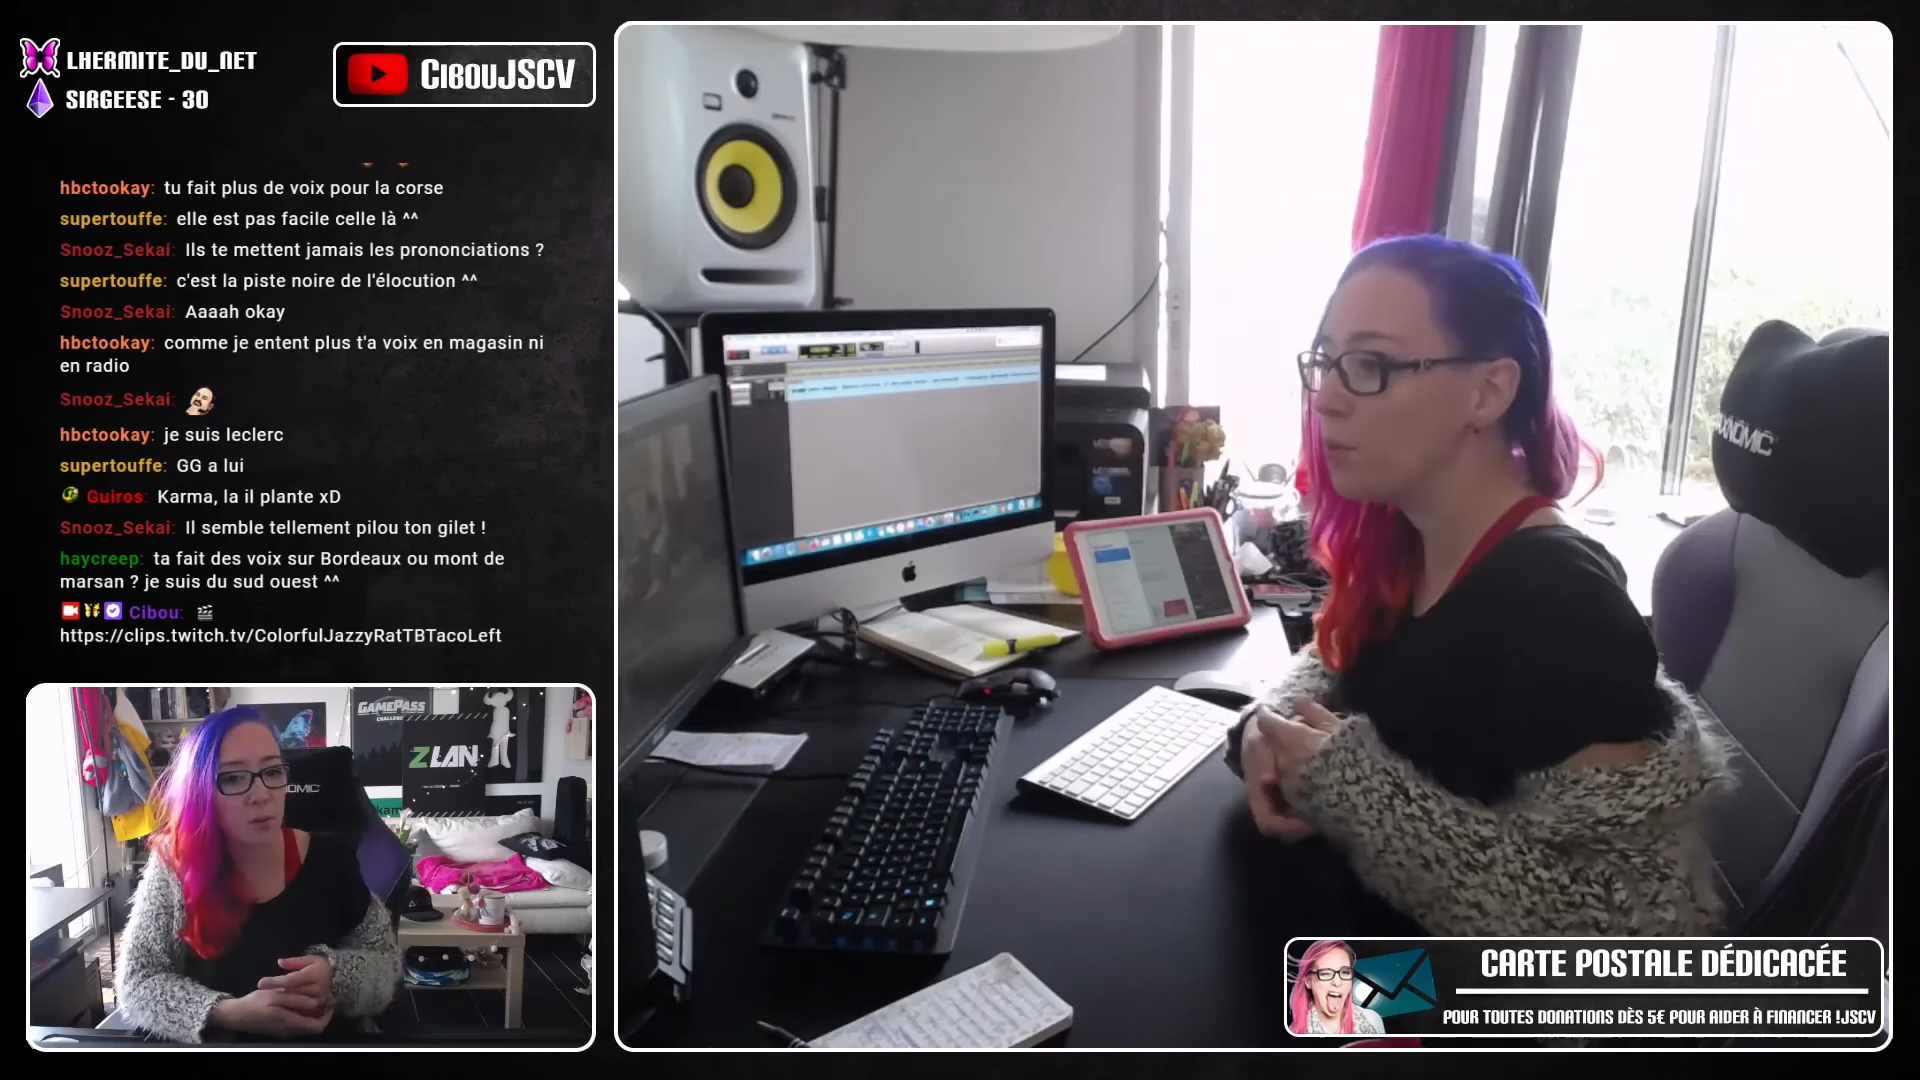 LHERMITE_DU_NET
SIRGEESE - 30
CIBOUJSCV
hbctookay: tu fait plus de voix pour la corse
supertouffe: elle est pas facile celle là ^^
Snooz_Sekai: Ils te mettent jamais les prononciations ?
supertouffe: c'est la piste noire de l'élocution ^^
Snooz_Sekai: Aaaah okay
hbctookay: comme je entent plus t'a voix en magasin ni
en radio
Snooz_Sekai:
hbctookay: je suis leclerc
supertouffe: GG a lui
Guiros: Karma, la il plante xD
Snooz_Sekai: Il semble tellement pilou ton gilet !
haycreep: ta fait des voix sur Bordeaux ou mont de
marsan ? je suis du sud ouest ^^
Cibou:
https://clips.twitch.tv/ColorfulJazzyRatTBTacoLeft
GAMEPASS
CHALLENGE
ZLAN
CARTE POSTALE DÉDICACÉE
POUR TOUTES DONATIONS DÈS 5€ POUR AIDER À FINANCER !JSCV